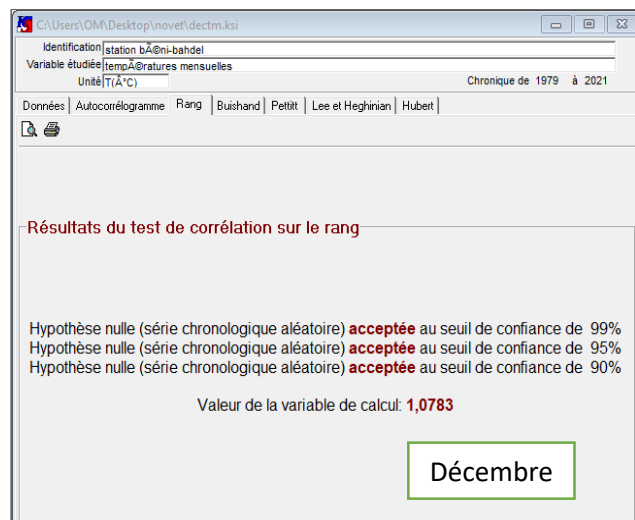 C:\Users\OM\Desktop\novet\dectm.ksi
Identification station bÃ©ni-bahdel
Variable étudiée tempÃ©ratures mensuelles
Unité T(Â°C) Chronique de 1979 à 2021
Données Autocorrélogramme Rang Buishand Pettitt Lee et Heghinian Hubert
Résultats du test de corrélation sur le rang
Hypothèse nulle (série chronologique aléatoire) acceptée au seuil de confiance de 99%
Hypothèse nulle (série chronologique aléatoire) acceptée au seuil de confiance de 95%
Hypothèse nulle (série chronologique aléatoire) acceptée au seuil de confiance de 90%
Valeur de la variable de calcul: 1,0783
Décembre